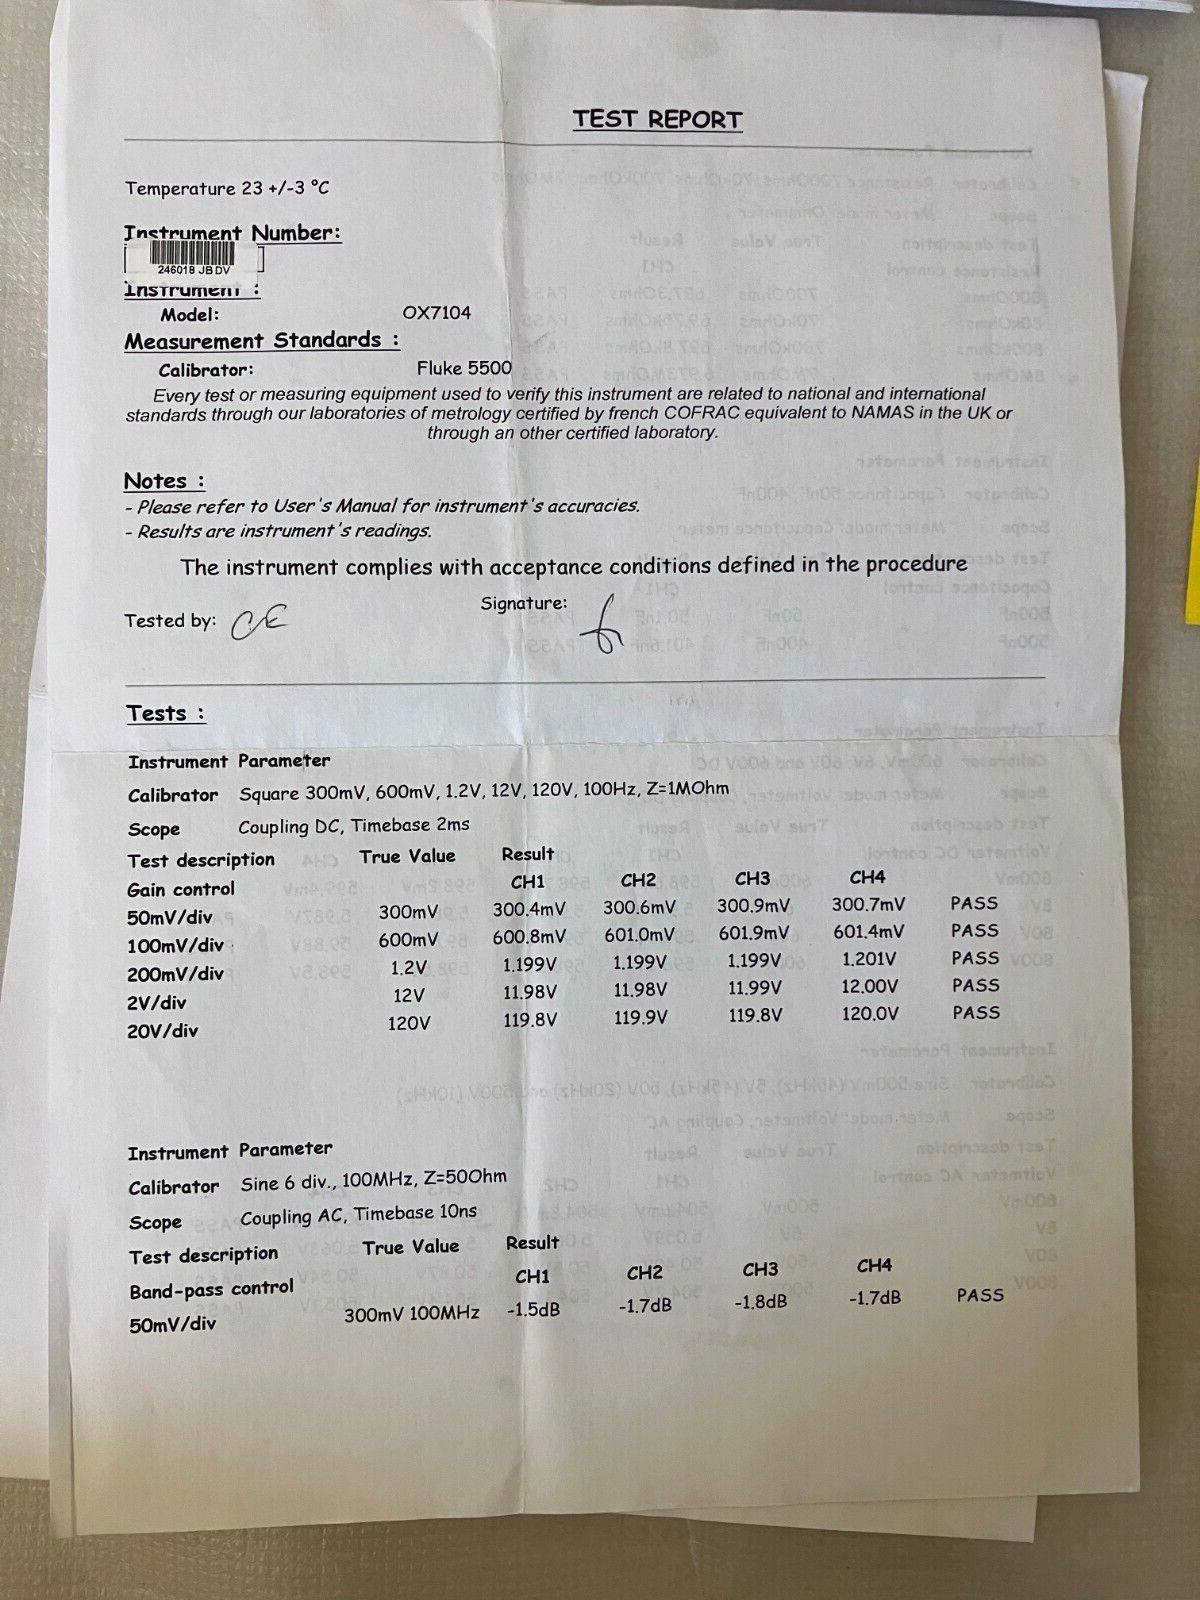 TEST REPORT
Temperature 23 +/-3 °C
Instrument Number:
246018 JB DV
Instrument :
Model: OX7104
Measurement Standards :
Calibrator: Fluke 5500
Every test or measuring equipment used to verify this instrument are related to national and international
standards through our laboratories of metrology certified by french COFRAC equivalent to NAMAS in the UK or
through an other certified laboratory.
Notes :
- Please refer to User's Manual for instrument's accuracies.
- Results are instrument's readings.
The instrument complies with acceptance conditions defined in the procedure
Tested by: CE Signature:
Tests :
Instrument Parameter
Calibrator Square 300mV, 600mV, 1.2V, 12V, 120V, 100Hz, Z=1MOhm
Scope Coupling DC, Timebase 2ms
Test description True Value Result
Gain control CH1 CH2 CH3 CH4
50mV/div 300mV 300.4mV 300.6mV 300.9mV 300.7mV PASS
100mV/div 600mV 600.8mV 601.0mV 601.9mV 601.4mV PASS
200mV/div 1.2V 1.199V 1.199V 1.199V 1.201V PASS
2V/div 12V 11.98V 11.98V 11.99V 12.00V PASS
20V/div 120V 119.8V 119.9V 119.8V 120.0V PASS
Instrument Parameter
Calibrator Sine 6 div., 100MHz, Z=50Ohm
Scope Coupling AC, Timebase 10ns
Test description True Value Result
Band-pass control CH1 CH2 CH3 CH4
50mV/div 300mV 100MHz -1.5dB -1.7dB -1.8dB -1.7dB PASS